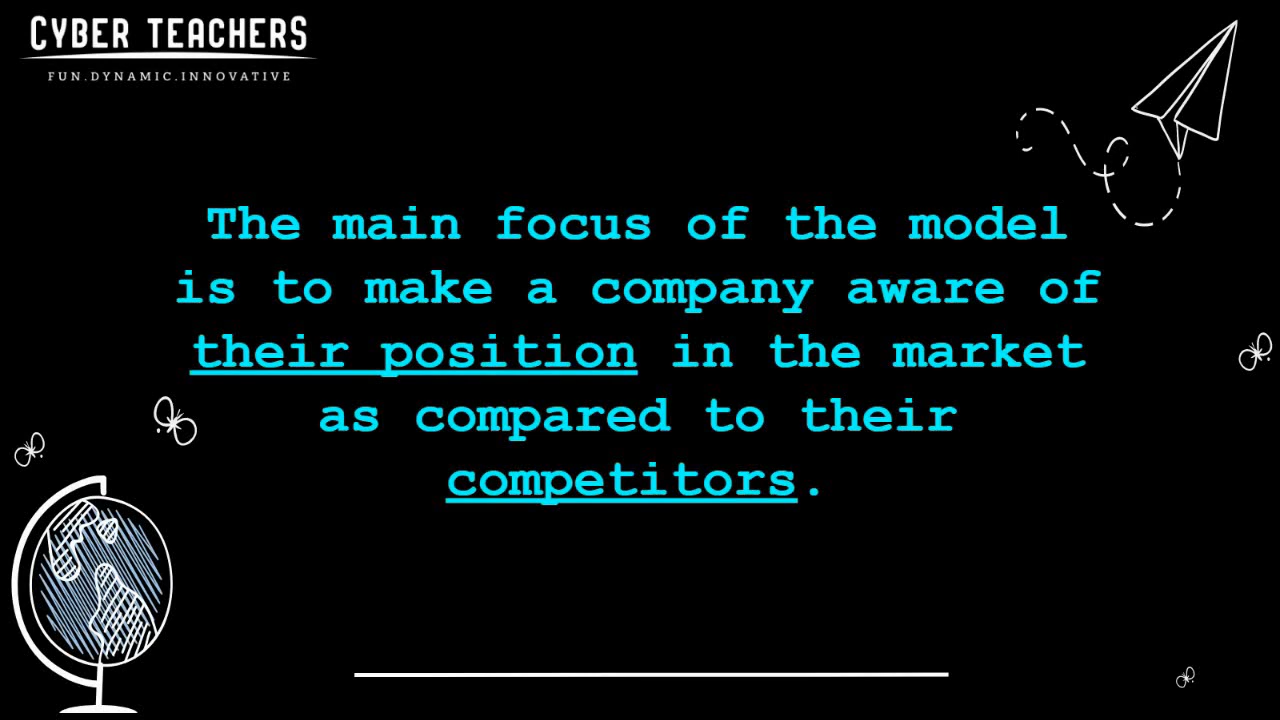 CYBER TEACHERS
FUN.DYNAMIC.INNOVATIVE
The main focus of the model
is to make a company aware of
their position in the market
as compared to their
competitors.